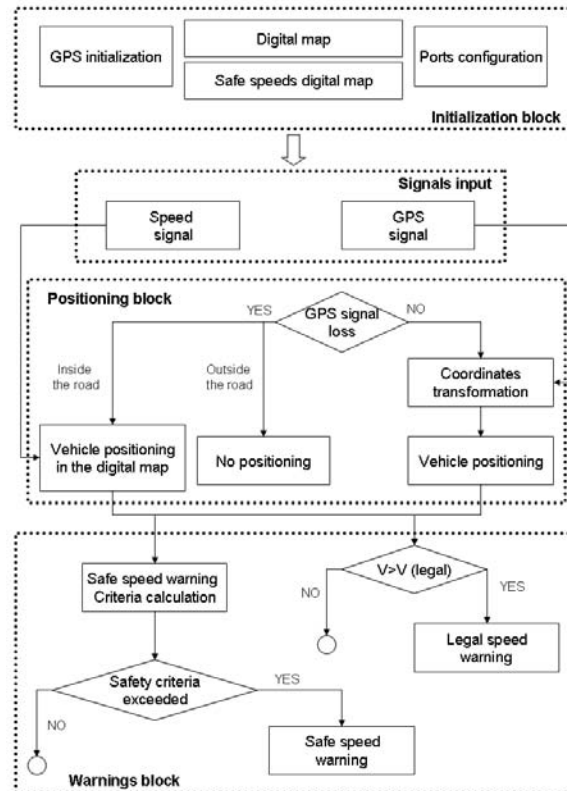 GPS initialization
Digital map
Safe speeds digital map
Ports configuration
Initialization block
Signals input
Speed
signal
GPS
signal
Positioning block
YES
GPS signal
loss
NO
Inside
the road
Outside
the road
Coordinates
transformation
Vehicle positioning
in the digital map
No positioning
Vehicle positioning
Safe speed warning
Criteria calculation
V>V (legal)
NO
YES
Legal speed
warning
Safety criteria
exceeded
YES
NO
Safe speed
warning
Warnings block